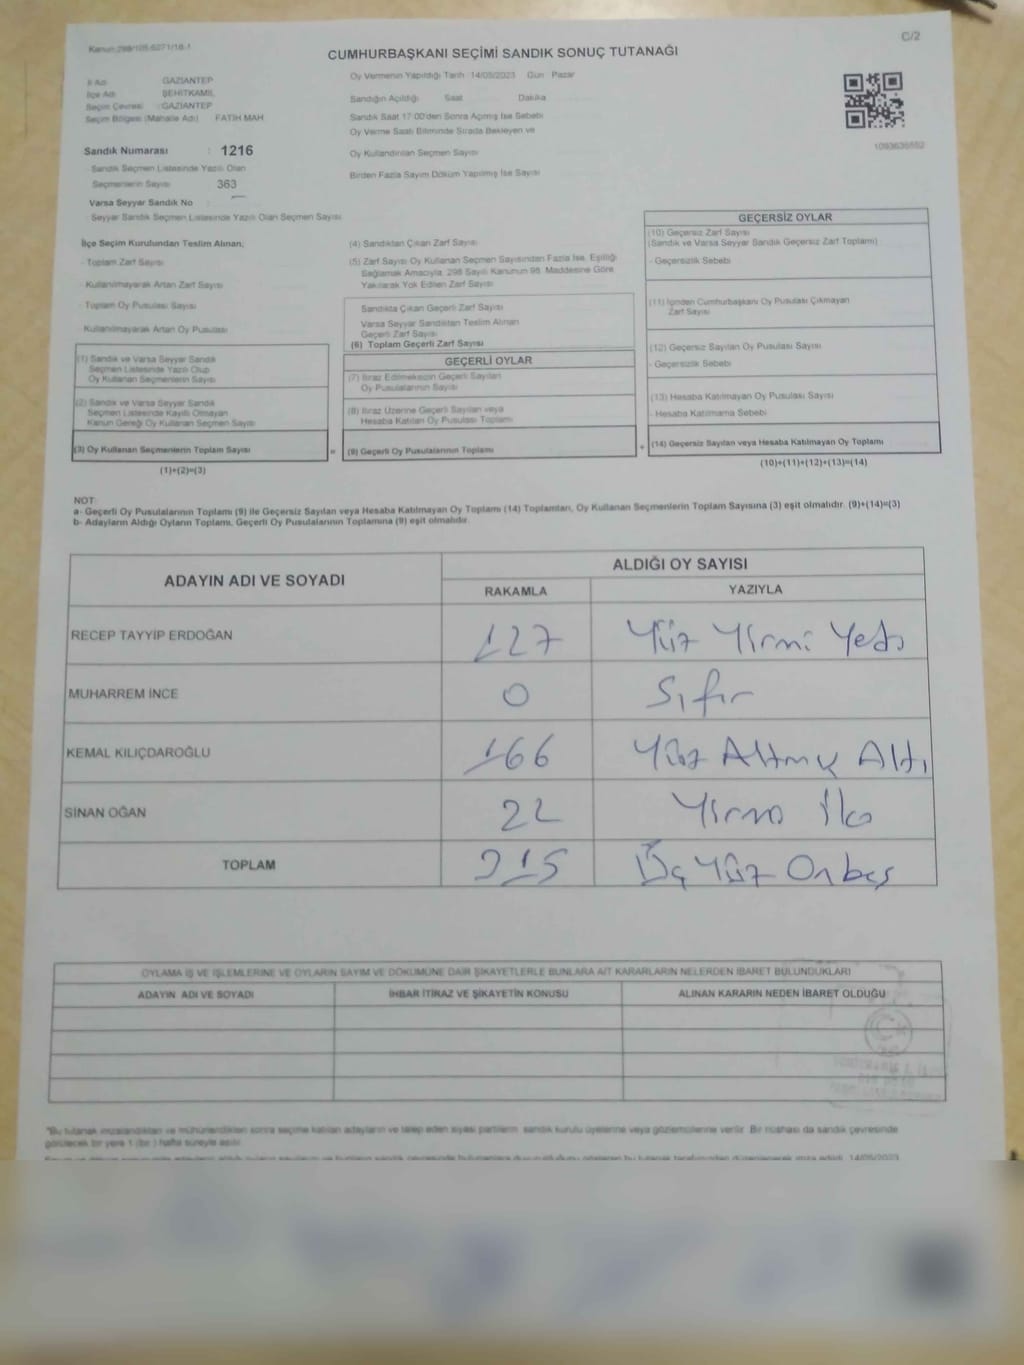 Kanun:298/105-6271/18-1
C/2
CUMHURBAŞKANI SEÇİMİ SANDIK SONUÇ TUTANAĞI
İl Adı : GAZİANTEP
İlçe Adı : ŞEHİTKAMİL
Seçim Çevresi : GAZİANTEP
Seçim Bölgesi (Mahalle Adı) FATİH MAH
Sandık Numarası : 1216
- Sandık Seçmen Listesinde Yazılı Olan
Seçmenlerin Sayısı 363
Varsa Seyyar Sandık No :
- Seyyar Sandık Seçmen Listesinde Yazılı Olan Seçmen Sayısı
Oy Vermenin Yapıldığı Tarih 14/05/2023 Gün Pazar
Sandığın Açıldığı Saat Dakika
Sandık Saat 17:00'den Sonra Açılmış İse Sebebi
Oy Verme Saati Bitiminde Sırada Bekleyen ve
Oy Kullandırılan Seçmen Sayısı
Birden Fazla Sayım Döküm Yapılmış İse Sayısı
1093636552
İlçe Seçim Kurulundan Teslim Alınan;
- Toplam Zarf Sayısı
- Kullanılmayarak Artan Zarf Sayısı
- Toplam Oy Pusulası Sayısı
Kullanılmayarak Artan Oy Pusulası
(1) Sandık ve Varsa Seyyar Sandık
Seçmen Listesinde Yazılı Olup
Oy Kullanan Seçmenlerin Sayısı
(2) Sandık ve Varsa Seyyar Sandık
Seçmen Listesinde Kayıtlı Olmayan
Kanun Gereği Oy Kullanan Seçmen Sayısı
(3) Oy Kullanan Seçmenlerin Toplam Sayısı
(1)+(2)=(3)
=
(4) Sandıktan Çıkan Zarf Sayısı
(5) Zarf Sayısı Oy Kullanan Seçmen Sayısından Fazla İse, Eşitliği
Sağlamak Amacıyla, 298 Sayılı Kanunun 98. Maddesine Göre
Yakılarak Yok Edilen Zarf Sayısı
Sandıkta Çıkan Geçerli Zarf Sayısı
Varsa Seyyar Sandıktan Teslim Alınan
Geçerli Zarf Sayısı
(6) Toplam Geçerli Zarf Sayısı
GEÇERLİ OYLAR
(7) İtiraz Edilmeksizin Geçerli Sayılan
Oy Pusulalarının Sayısı
(8) İtiraz Üzerine Geçerli Sayılan veya
Hesaba Katılan Oy Pusulası Toplamı
(9) Geçerli Oy Pusulalarının Toplamı
+
GEÇERSİZ OYLAR
(10) Geçersiz Zarf Sayısı
(Sandık ve Varsa Seyyar Sandık Geçersiz Zarf Toplamı)
- Geçersizlik Sebebi
(11) İçinden Cumhurbaşkanı Oy Pusulası Çıkmayan
Zarf Sayısı
(12) Geçersiz Sayılan Oy Pusulası Sayısı
- Geçersizlik Sebebi
(13) Hesaba Katılmayan Oy Pusulası Sayısı
- Hesaba Katılmama Sebebi
(14) Geçersiz Sayılan veya Hesaba Katılmayan Oy Toplamı
(10)+(11)+(12)+(13)=(14)
NOT:
a- Geçerli Oy Pusulalarının Toplamı (9) ile Geçersiz Sayılan veya Hesaba Katılmayan Oy Toplamı (14) Toplamları, Oy Kullanan Seçmenlerin Toplam Sayısına (3) eşit olmalıdır. (9)+(14)=(3)
b- Adayların Aldığı Oyların Toplamı, Geçerli Oy Pusulalarının Toplamına (9) eşit olmalıdır.
ADAYIN ADI VE SOYADI
ALDIĞI OY SAYISI
RAKAMLA YAZIYLA
RECEP TAYYİP ERDOĞAN 127 Yüz Yirmi Yedi
MUHARREM İNCE 0 Sıfır
KEMAL KILIÇDAROĞLU 166 Yüz Altmış Altı
SİNAN OĞAN 22 Yirmi İki
TOPLAM 315 Üç Yüz Onbeş
OYLAMA İŞ VE İŞLEMLERİNE VE OYLARIN SAYIM VE DÖKÜMÜNE DAİR ŞİKAYETLERLE BUNLARA AİT KARARLARIN NELERDEN İBARET BULUNDUKLARI
ADAYIN ADI VE SOYADI İHBAR İTİRAZ VE ŞİKAYETİN KONUSU ALINAN KARARIN NEDEN İBARET OLDUĞU
"Bu tutanak imzalandıktan ve mühürlendikten sonra seçime katılan adayların ve talep eden siyasi partilerin sandık kurulu üyelerine veya gözlemcilerine verilir. Bir nüshası da sandık çevresinde
görülecek bir yere 1 (bir) hafta süreyle asılır.